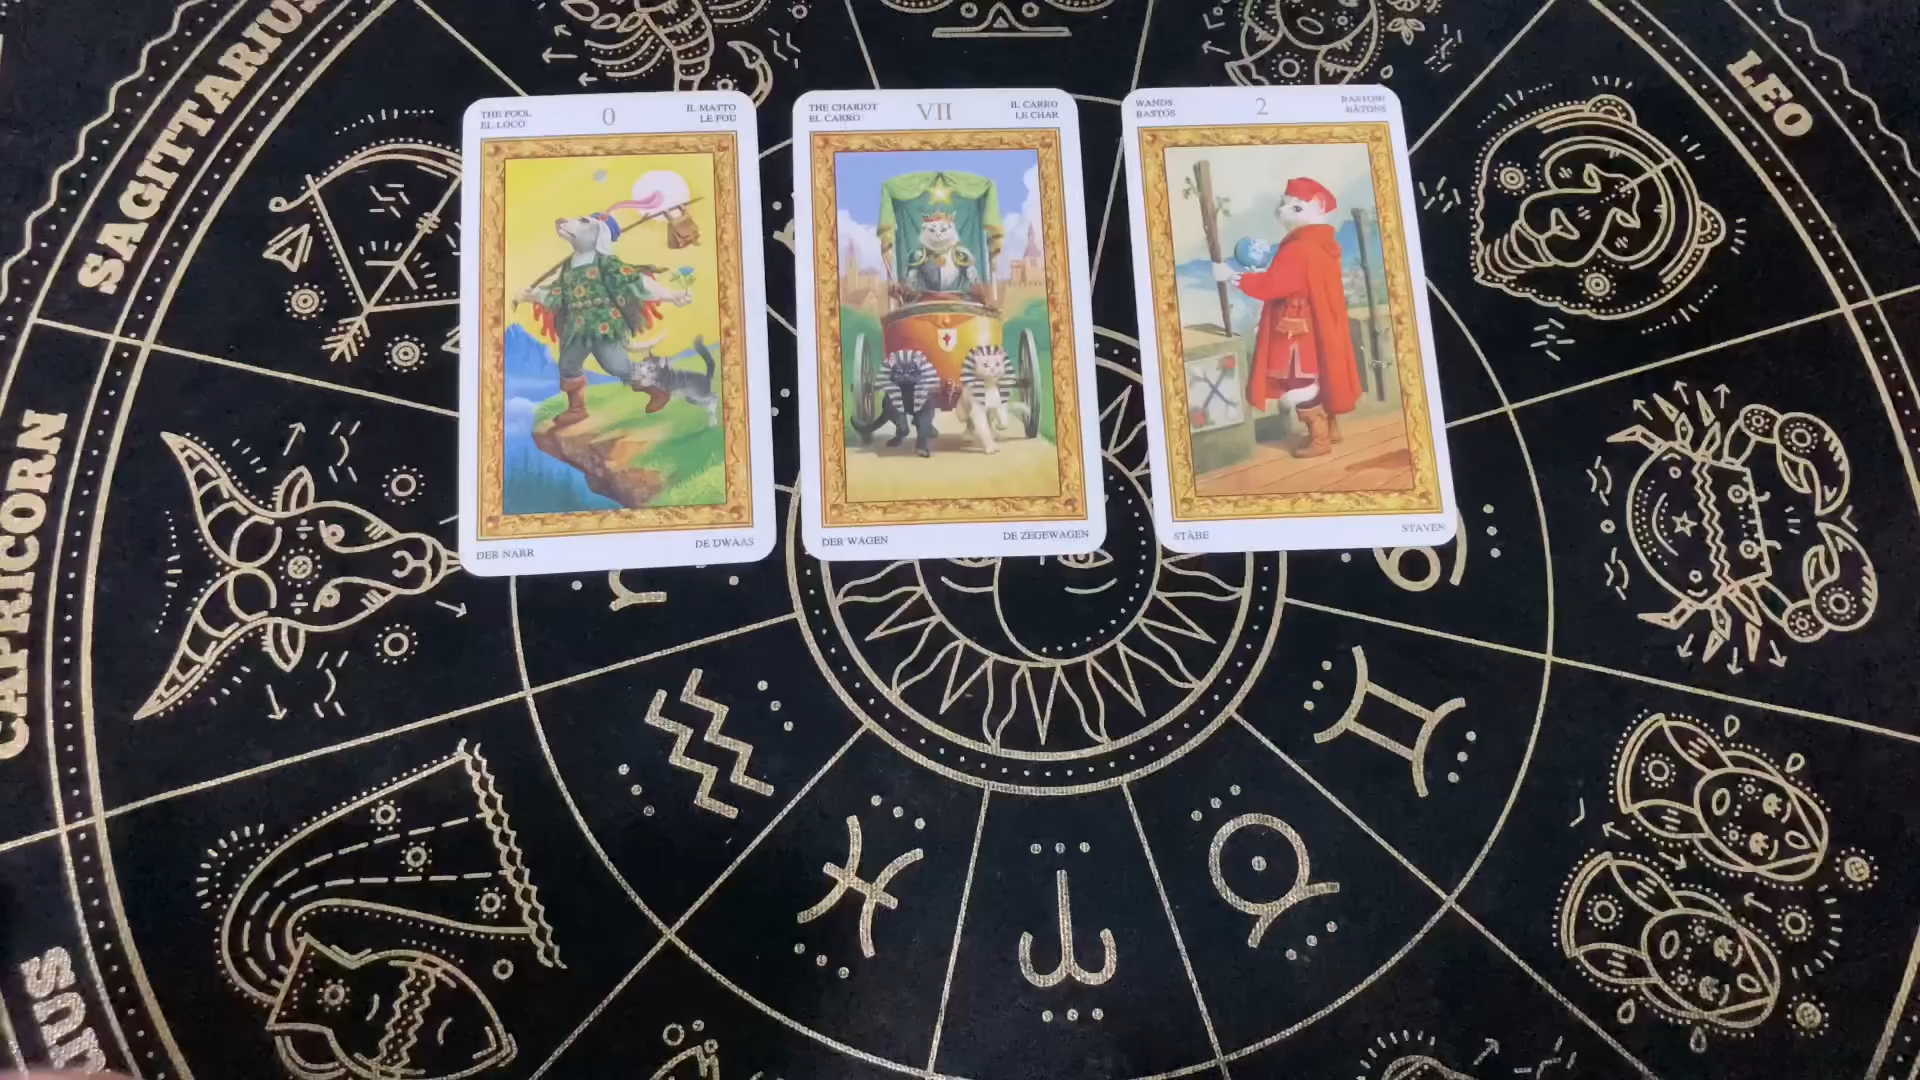 SAGITTARIUS
LEO
CAPRICORN
THE FOOL
EL LOCO
0
IL MATTO
LE FOU
DER NARR
DE DWAAS
THE CHARIOT
EL CARRO
VII
IL CARRO
LE CHAR
DER WAGEN
DE ZEGEWAGEN
WANDS
BASTOS
2
BASTONI
BÂTONS
STÄBE
STAVEN